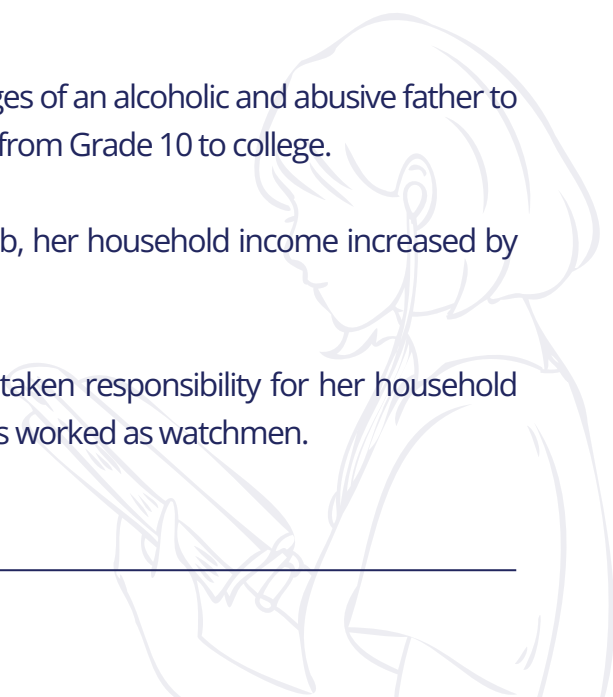 ges of an alcoholic and abusive father to
from Grade 10 to college.
b, her household income increased by
taken responsibility for her household
s worked as watchmen.